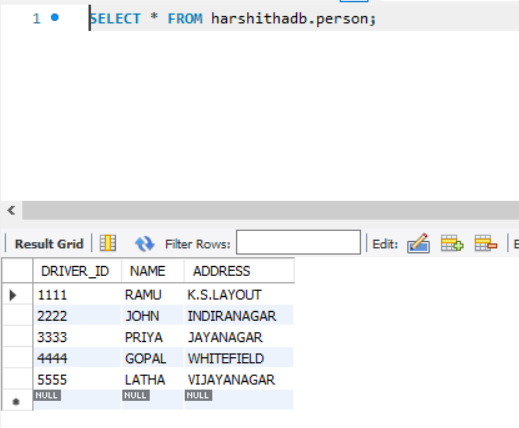 1 SELECT * FROM harshithadb.person;
Result Grid Filter Rows: Edit:
DRIVER_ID NAME ADDRESS
1111 RAMU K.S.LAYOUT
2222 JOHN INDIRANAGAR
3333 PRIYA JAYANAGAR
4444 GOPAL WHITEFIELD
5555 LATHA VIJAYANAGAR
NULL NULL NULL